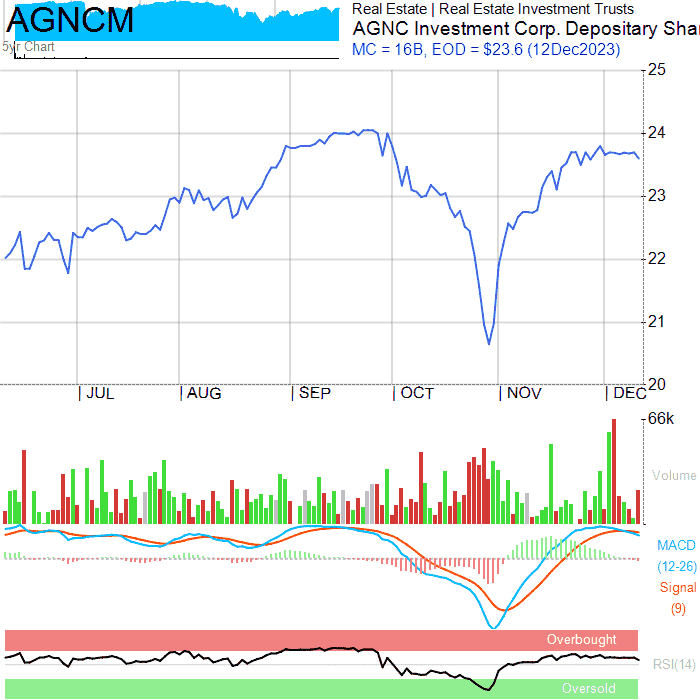 AGNCM
Real Estate | Real Estate Investment Trusts
AGNC Investment Corp. Depositary Shar
MC = 16B, EOD = $23.6 (12Dec2023)
5yr Chart
25
24
23
22
21
20
JUL
AUG
SEP
OCT
NOV
DEC
66k
Volume
MACD
(12-26)
Signal
(9)
Overbought
RSI(14)
Oversold